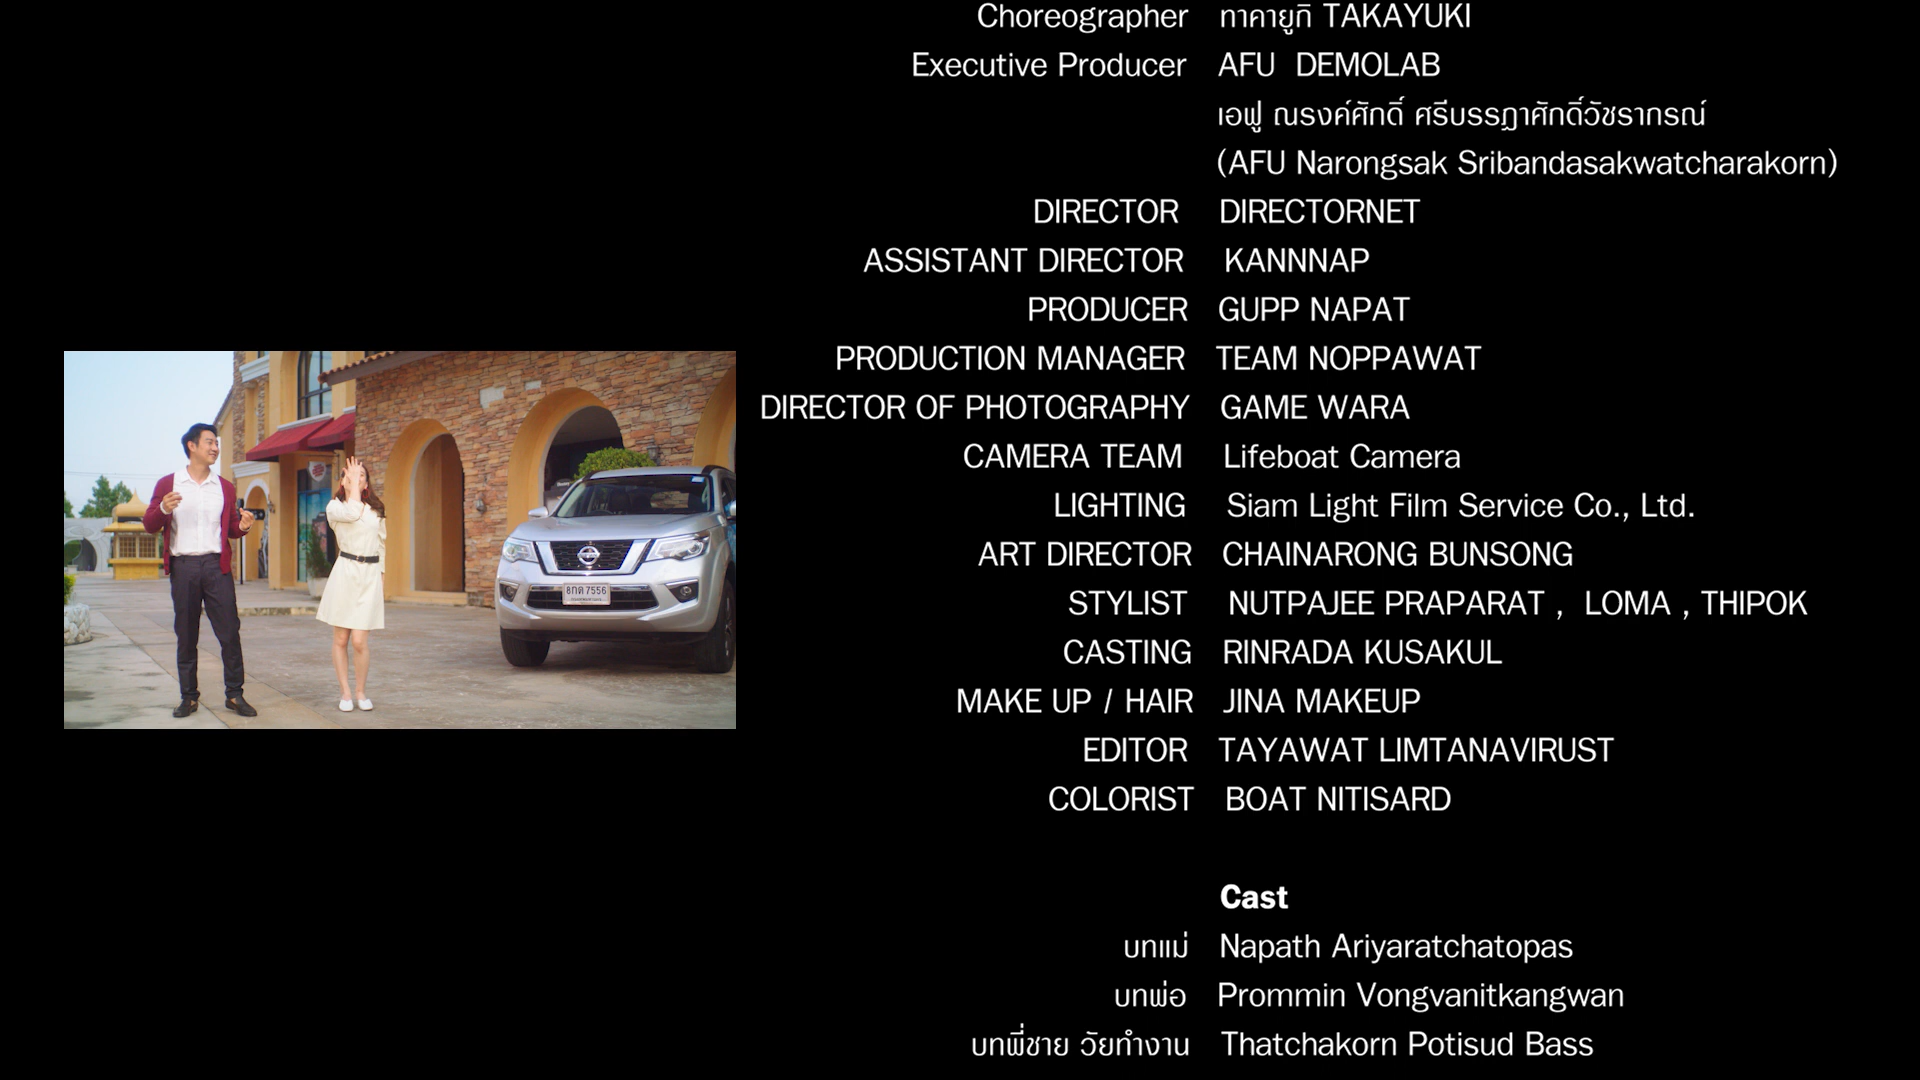 Choreographer ทาคายูกิ TAKAYUKI
Executive Producer AFU DEMOLAB
เอฟู ณรงค์ศักดิ์ ศรีบรรฎาศักดิ์วัชรากรณ์
(AFU Narongsak Sribandasakwatcharakorn)
DIRECTOR DIRECTORNET
ASSISTANT DIRECTOR KANNNAP
PRODUCER GUPP NAPAT
PRODUCTION MANAGER TEAM NOPPAWAT
DIRECTOR OF PHOTOGRAPHY GAME WARA
CAMERA TEAM Lifeboat Camera
LIGHTING Siam Light Film Service Co., Ltd.
ART DIRECTOR CHAINARONG BUNSONG
STYLIST NUTPAJEE PRAPARAT , LOMA , THIPOK
CASTING RINRADA KUSAKUL
MAKE UP / HAIR JINA MAKEUP
EDITOR TAYAWAT LIMTANAVIRUST
COLORIST BOAT NITISARD
Cast
บทแม่ Napath Ariyaratchatopas
บทพ่อ Prommin Vongvanitkangwan
บทพี่ชาย วัยทำงาน Thatchakorn Potisud Bass
8กด 7556